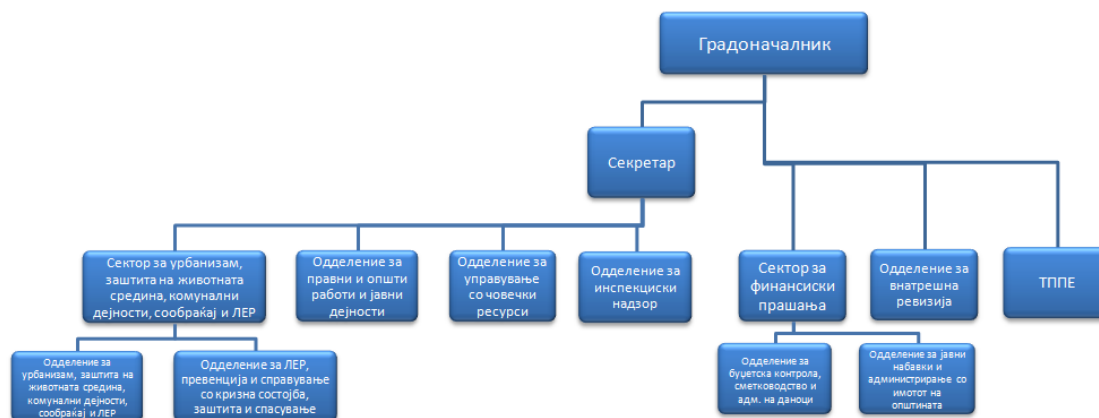 Градоначалник
Секретар
Сектор за урбанизам,
заштита на животната
средина, комунални
дејности, сообраќај и ЛЕР
Одделение за
правни и општи
работи и јавни
дејности
Одделение за
управување
со човечки
ресурси
Одделение за
инспекциски
надзор
Сектор за
финансиски
прашања
Одделение за
внатрешна
ревизија
ТППЕ
Одделение за
урбанизам, заштита на
животната средина,
комунални дејности,
сообраќај и ЛЕР
Одделение за ЛЕР,
превенција и справување
со кризна состојба,
заштита и спасување
Одделение за
буџетска контрола,
сметководство и
адм. на даноци
Одделение за јавни
набавки и
администрирање со
имотот на
општината